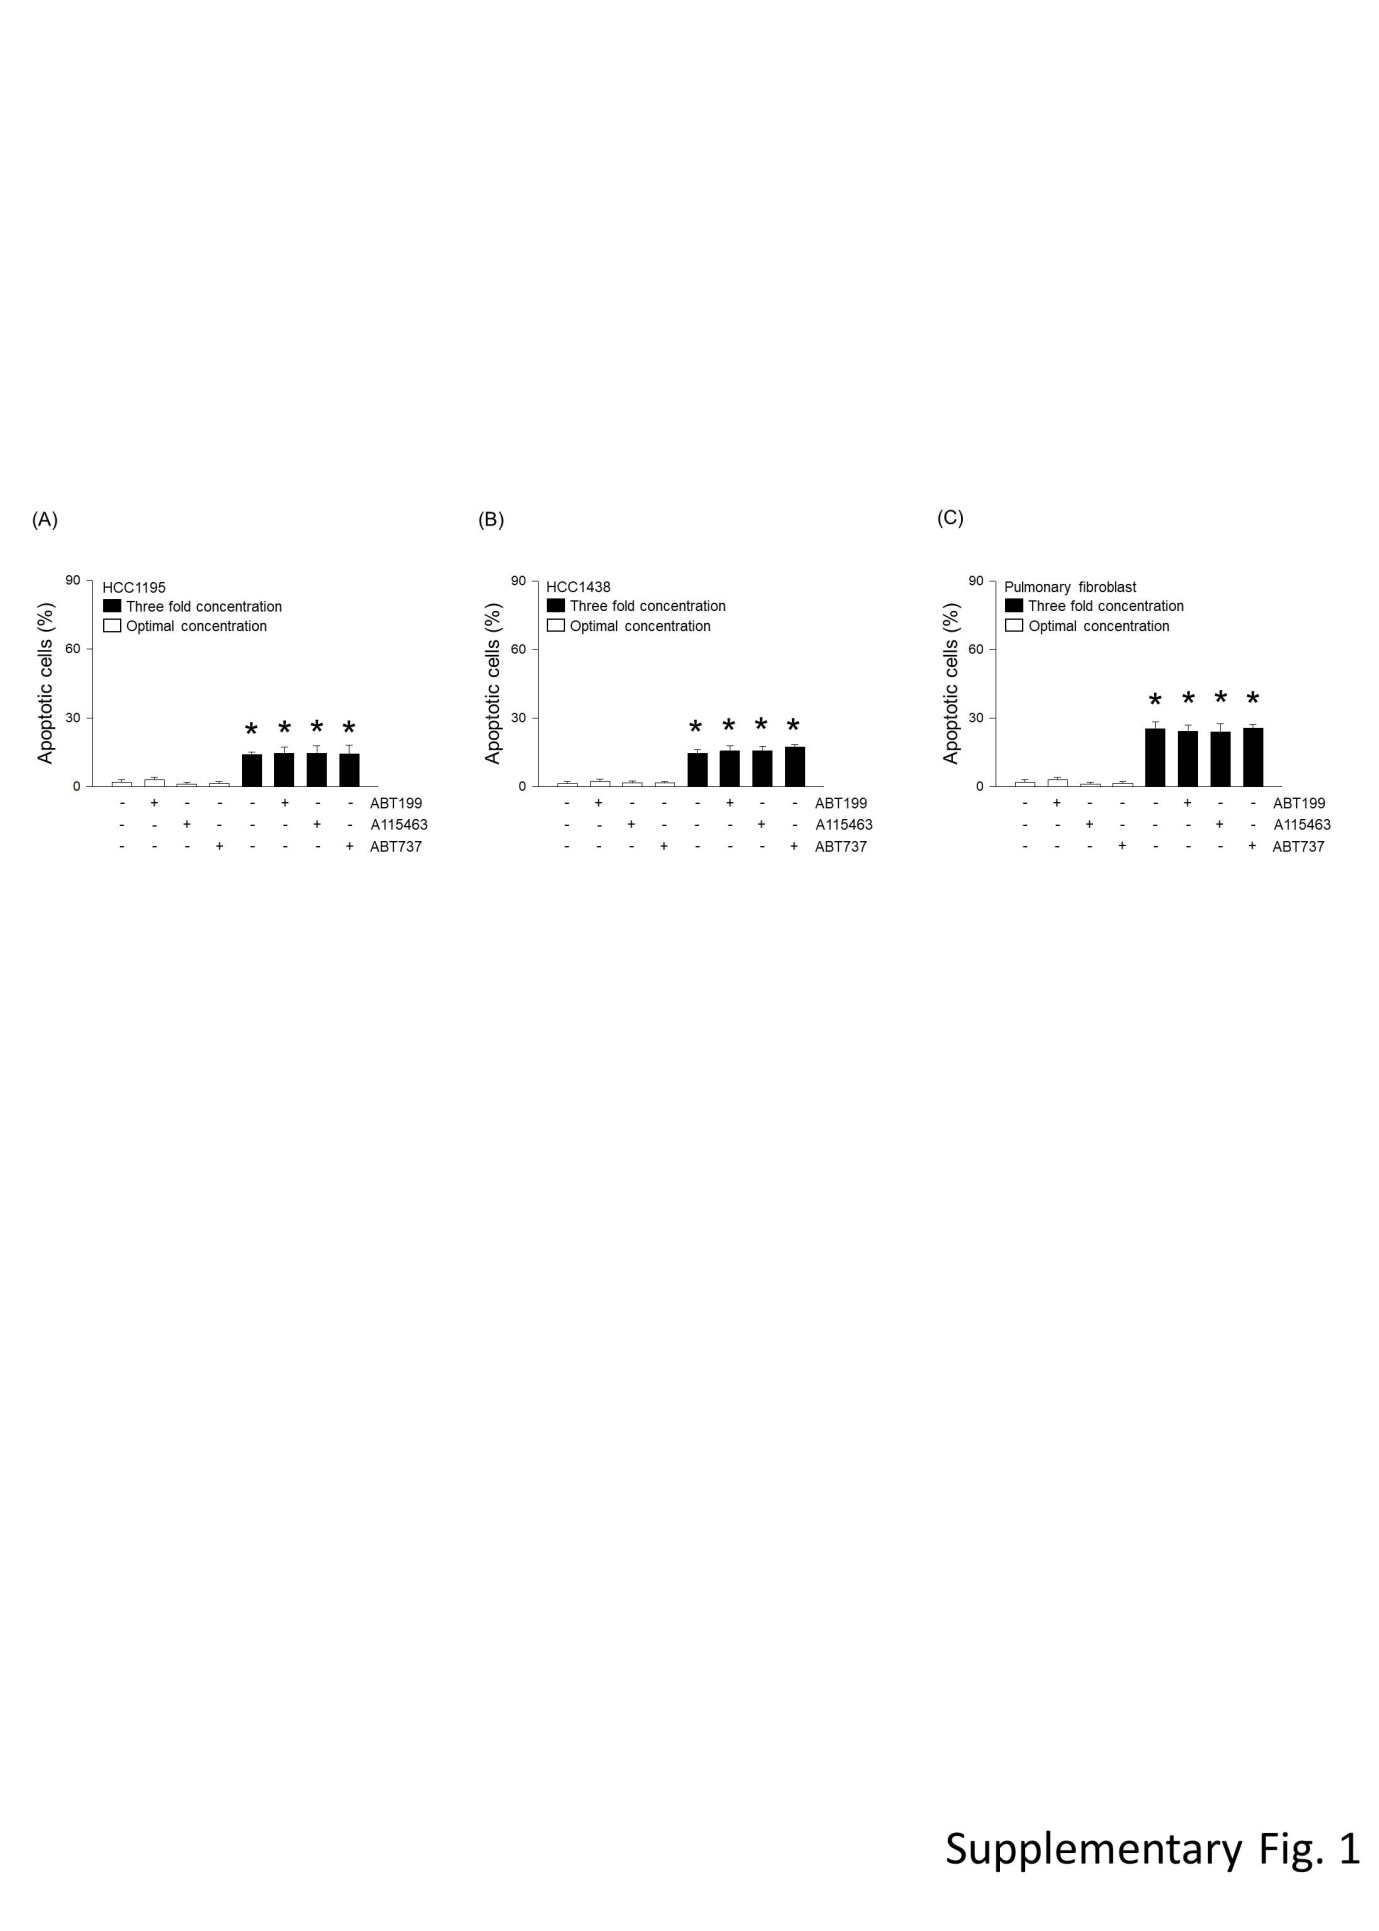 (A)
HCC1195
Three fold concentration
Optimal concentration
Apoptotic cells (%)
90
60
30
0
- + - - - + - - ABT199
- - + - - - + - A115463
- - - + - - - + ABT737
(B)
HCC1438
Three fold concentration
Optimal concentration
Apoptotic cells (%)
90
60
30
0
* * * *
- + - - - + - - ABT199
- - + - - - + - A115463
- - - + - - - + ABT737
(C)
Pulmonary fibroblast
Three fold concentration
Optimal concentration
Apoptotic cells (%)
90
60
30
0
* * * *
- + - - - + - - ABT199
- - + - - - + - A115463
- - - + - - - + ABT737
Supplementary Fig. 1